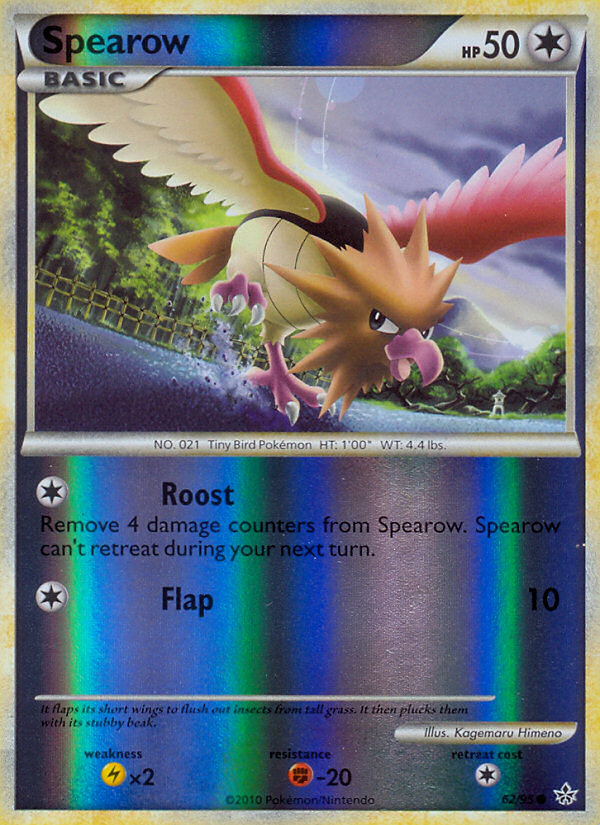 Spearow
HP 50
BASIC
NO. 021 Tiny Bird Pokémon HT: 1'00" WT: 4.4 lbs.
Roost
Remove 4 damage counters from Spearow. Spearow
can't retreat during your next turn.
Flap 10
It flaps its short wings to flush out insects from tall grass. It then plucks them
with its stubby beak.
Illus. Kagemaru Himeno
weakness resistance retreat cost
×2 -20
©2010 Pokémon/Nintendo 62/95